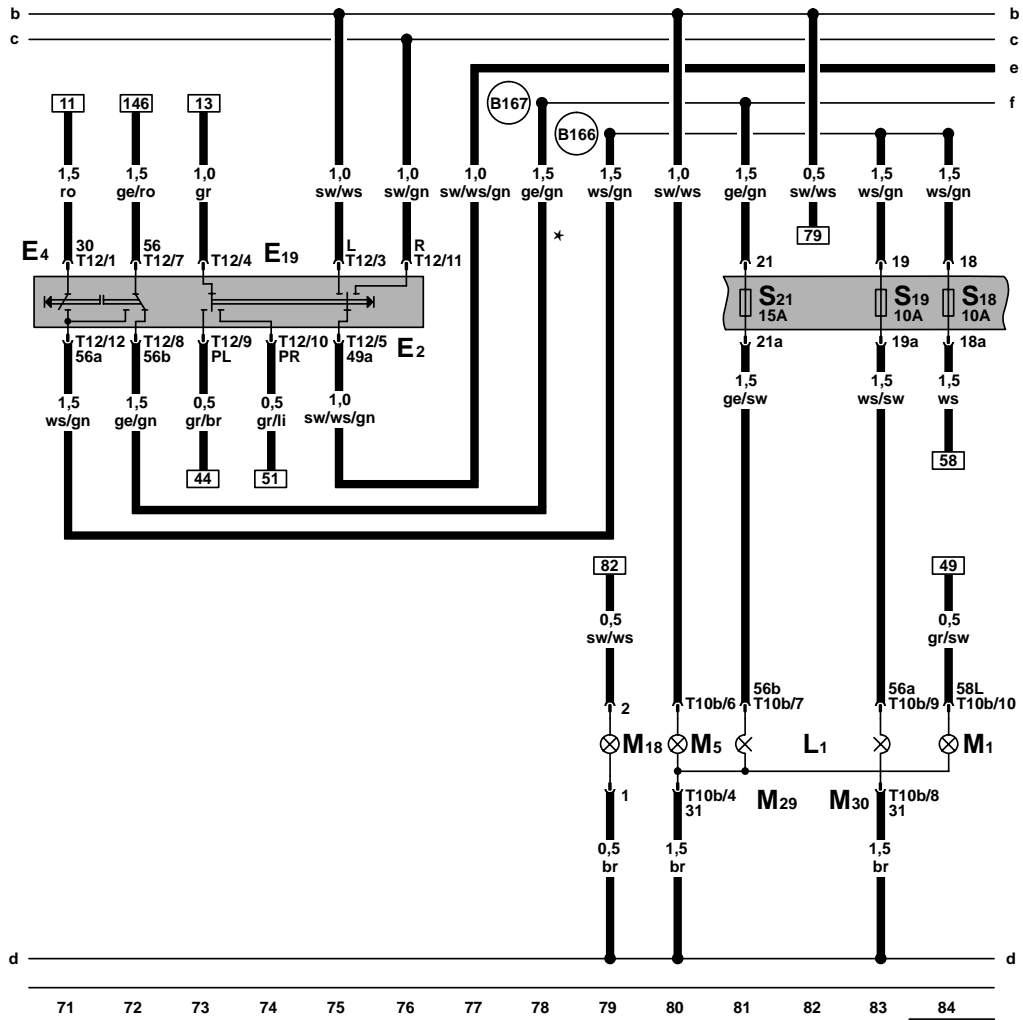 b b
c c
e
B167 f
11 146 13 B166
1,5 1,5 1,0 1,0 1,0 1,0 1,5 1,5 1,0 1,5 0,5 1,5 1,5
ro ge/ro gr sw/ws sw/gn sw/ws/gn ge/gn ws/gn sw/ws ge/gn sw/ws ws/gn ws/gn
* 79
E4 30 56 E19 L R
T12/1 T12/7 T12/4 T12/3 T12/11 21 19 18
S21 S19 S18
15A 10A 10A
T12/12 T12/8 T12/9 T12/10 T12/5 E2 21a 19a 18a
56a 56b PL PR 49a
1,5 1,5 0,5 0,5 1,0 1,5 1,5 1,5
ws/gn ge/gn gr/br gr/li sw/ws/gn ge/sw ws/sw ws
44 51 58
82 49
0,5 0,5
sw/ws gr/sw
56b 56a 58L
2 T10b/6 T10b/7 T10b/9 T10b/10
M18 M5 L1 M1
1 T10b/4 M29 M30 T10b/8
31 31
0,5 1,5 1,5
br br br
d d
71 72 73 74 75 76 77 78 79 80 81 82 83 84